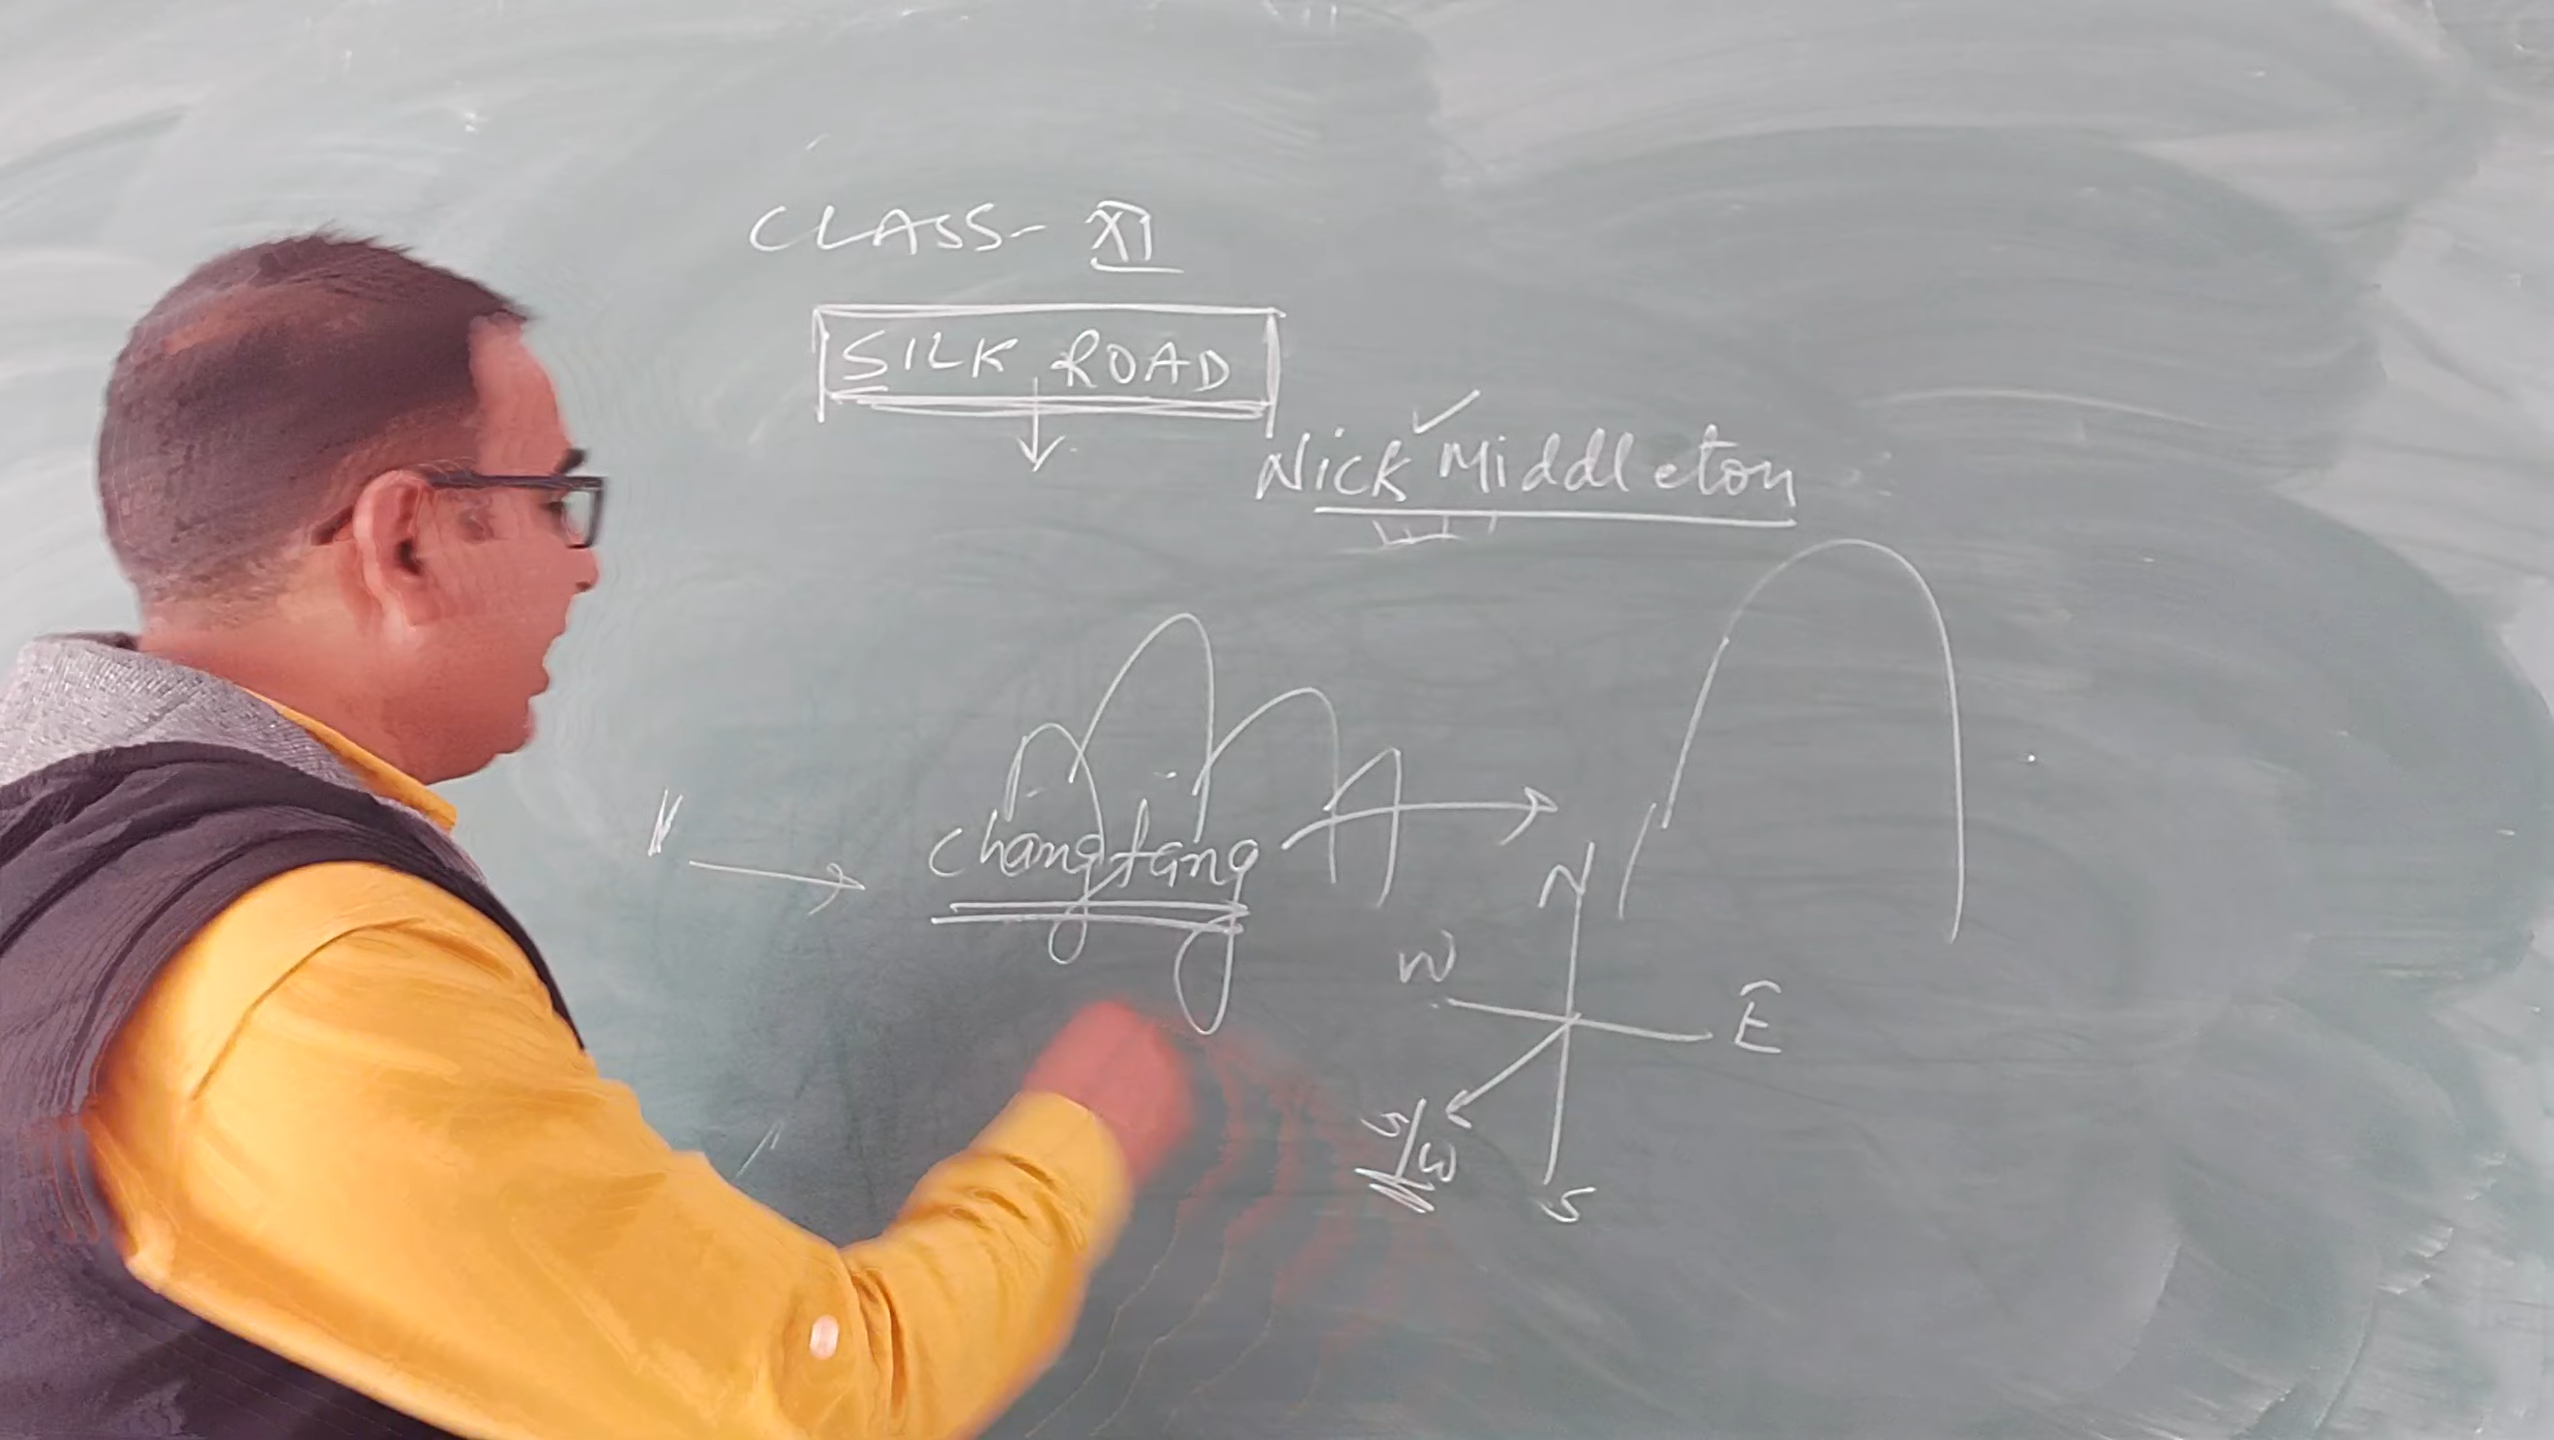 CLASS- XI
SILK ROAD
Nick Middleton
N
Changtang
N
W
E
S/W
S